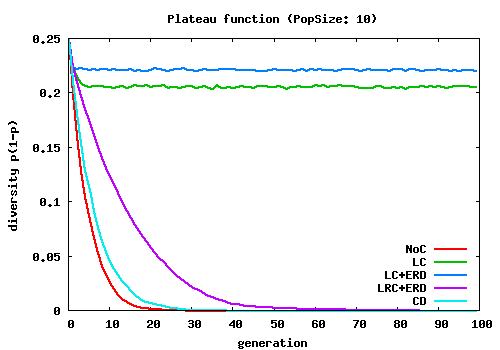 Plateau function (PopSize: 10)
0.25
0.2
0.15
0.1
0.05
0
diversity p(1-p)
NoC
LC
LC+ERD
LRC+ERD
CD
0 10 20 30 40 50 60 70 80 90 100
generation